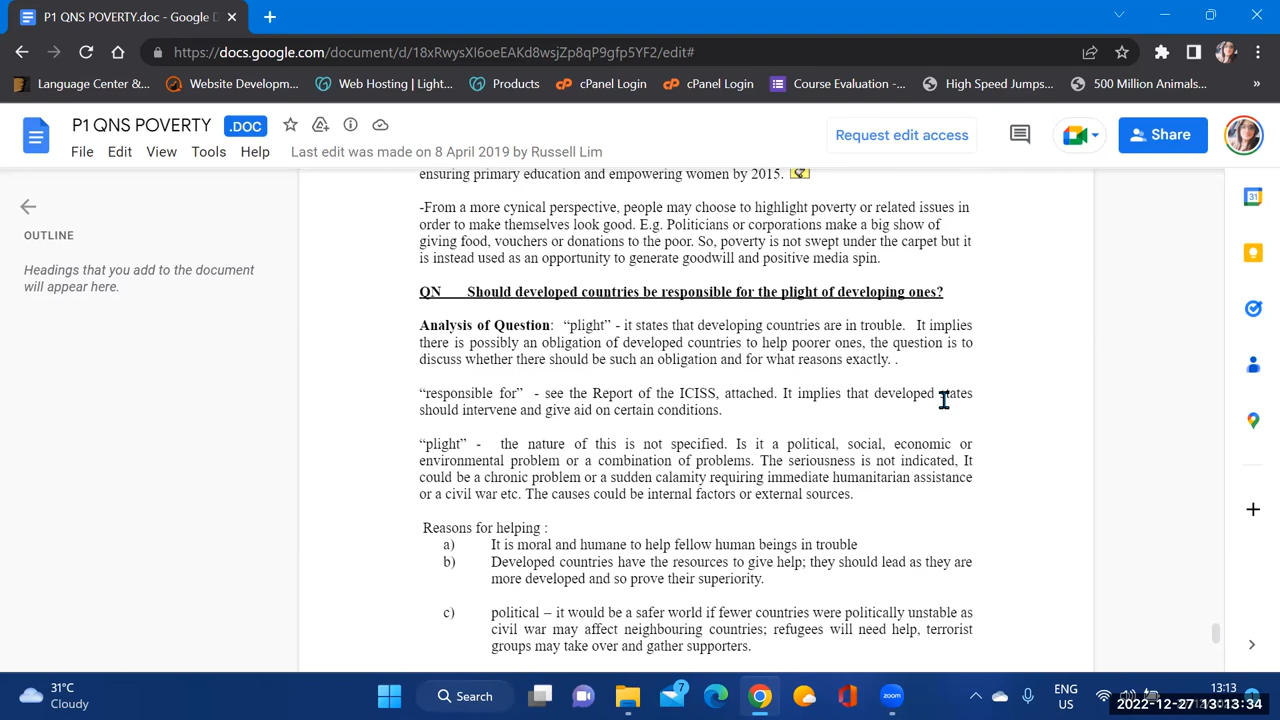 P1 QNS POVERTY.doc - Google D
https://docs.google.com/document/d/18xRwysXI6oeEAKd8wsjZp8qP9gfp5YF2/edit#
Language Center &... Website Developm... Web Hosting | Light... Products cPanel Login cPanel Login Course Evaluation -... High Speed Jumps... 500 Million Animals... »
P1 QNS POVERTY .DOC
Request edit access
Share
File Edit View Tools Help Last edit was made on 8 April 2019 by Russell Lim
OUTLINE
Headings that you add to the document
will appear here.
ensuring primary education and empowering women by 2015.
-From a more cynical perspective, people may choose to highlight poverty or related issues in
order to make themselves look good. E.g. Politicians or corporations make a big show of
giving food, vouchers or donations to the poor. So, poverty is not swept under the carpet but it
is instead used as an opportunity to generate goodwill and positive media spin.
QN Should developed countries be responsible for the plight of developing ones?
Analysis of Question: “plight” - it states that developing countries are in trouble. It implies
there is possibly an obligation of developed countries to help poorer ones, the question is to
discuss whether there should be such an obligation and for what reasons exactly. .
“responsible for” - see the Report of the ICISS, attached. It implies that developed states
should intervene and give aid on certain conditions.
“plight” - the nature of this is not specified. Is it a political, social, economic or
environmental problem or a combination of problems. The seriousness is not indicated, It
could be a chronic problem or a sudden calamity requiring immediate humanitarian assistance
or a civil war etc. The causes could be internal factors or external sources.
Reasons for helping :
a) It is moral and humane to help fellow human beings in trouble
b) Developed countries have the resources to give help; they should lead as they are
more developed and so prove their superiority.
c) political – it would be a safer world if fewer countries were politically unstable as
civil war may affect neighbouring countries; refugees will need help, terrorist
groups may take over and gather supporters.
31
31°C
Cloudy
Search
7
zoom
ENG
US
13:13
2022-12-27 13:13:34